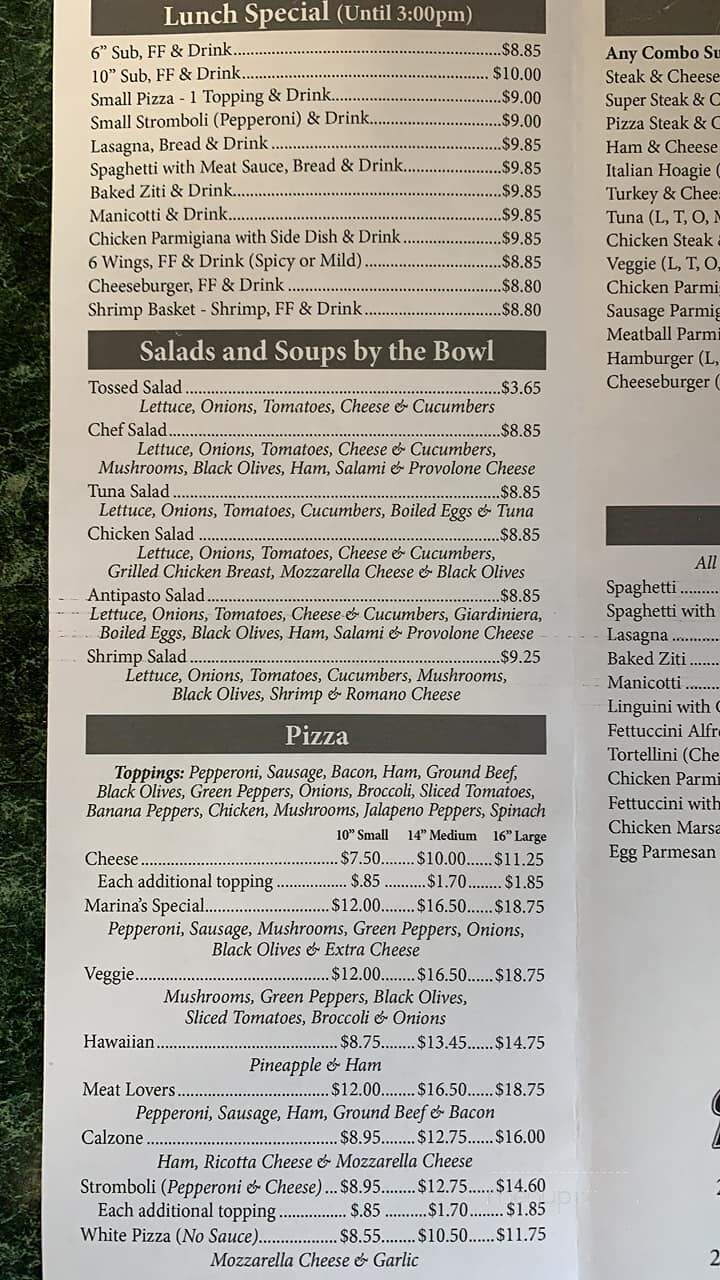 Lunch Special (Until 3:00pm)
6” Sub, FF & Drink..........$8.85
10” Sub, FF & Drink.......... $10.00
Small Pizza - 1 Topping & Drink..........$9.00
Small Stromboli (Pepperoni) & Drink..........$9.00
Lasagna, Bread & Drink..........$9.85
Spaghetti with Meat Sauce, Bread & Drink..........$9.85
Baked Ziti & Drink..........$9.85
Manicotti & Drink..........$9.85
Chicken Parmigiana with Side Dish & Drink..........$9.85
6 Wings, FF & Drink (Spicy or Mild)..........$8.85
Cheeseburger, FF & Drink..........$8.80
Shrimp Basket - Shrimp, FF & Drink..........$8.80
Salads and Soups by the Bowl
Tossed Salad..........$3.65
Lettuce, Onions, Tomatoes, Cheese & Cucumbers
Chef Salad..........$8.85
Lettuce, Onions, Tomatoes, Cheese & Cucumbers,
Mushrooms, Black Olives, Ham, Salami & Provolone Cheese
Tuna Salad..........$8.85
Lettuce, Onions, Tomatoes, Cucumbers, Boiled Eggs & Tuna
Chicken Salad..........$8.85
Lettuce, Onions, Tomatoes, Cheese & Cucumbers,
Grilled Chicken Breast, Mozzarella Cheese & Black Olives
Antipasto Salad..........$8.85
Lettuce, Onions, Tomatoes, Cheese & Cucumbers, Giardiniera,
Boiled Eggs, Black Olives, Ham, Salami & Provolone Cheese
Shrimp Salad..........$9.25
Lettuce, Onions, Tomatoes, Cucumbers, Mushrooms,
Black Olives, Shrimp & Romano Cheese
Pizza
Toppings: Pepperoni, Sausage, Bacon, Ham, Ground Beef,
Black Olives, Green Peppers, Onions, Broccoli, Sliced Tomatoes,
Banana Peppers, Chicken, Mushrooms, Jalapeno Peppers, Spinach
10” Small 14” Medium 16” Large
Cheese..........$7.50.......$10.00......$11.25
Each additional topping.......... $.85..........$1.70........ $1.85
Marina’s Special..........$12.00.......$16.50......$18.75
Pepperoni, Sausage, Mushrooms, Green Peppers, Onions,
Black Olives & Extra Cheese
Veggie..........$12.00.......$16.50......$18.75
Mushrooms, Green Peppers, Black Olives,
Sliced Tomatoes, Broccoli & Onions
Hawaiian..........$8.75.......$13.45......$14.75
Pineapple & Ham
Meat Lovers..........$12.00.......$16.50......$18.75
Pepperoni, Sausage, Ham, Ground Beef & Bacon
Calzone..........$8.95........$12.75......$16.00
Ham, Ricotta Cheese & Mozzarella Cheese
Stromboli (Pepperoni & Cheese)...$8.95........$12.75......$14.60
Each additional topping.......... $.85..........$1.70........ $1.85
White Pizza (No Sauce)..........$8.55.......$10.50......$11.75
Mozzarella Cheese & Garlic
Any Combo Su
Steak & Cheese
Super Steak & C
Pizza Steak & C
Ham & Cheese
Italian Hoagie (
Turkey & Chee
Tuna (L, T, O, M
Chicken Steak &
Veggie (L, T, O,
Chicken Parmi
Sausage Parmig
Meatball Parmi
Hamburger (L,
Cheeseburger (
All
Spaghetti........
Spaghetti with
Lasagna..........
Baked Ziti.......
Manicotti........
Linguini with C
Fettuccini Alfr
Tortellini (Che
Chicken Parmi
Fettuccini with
Chicken Marsa
Egg Parmesan
2